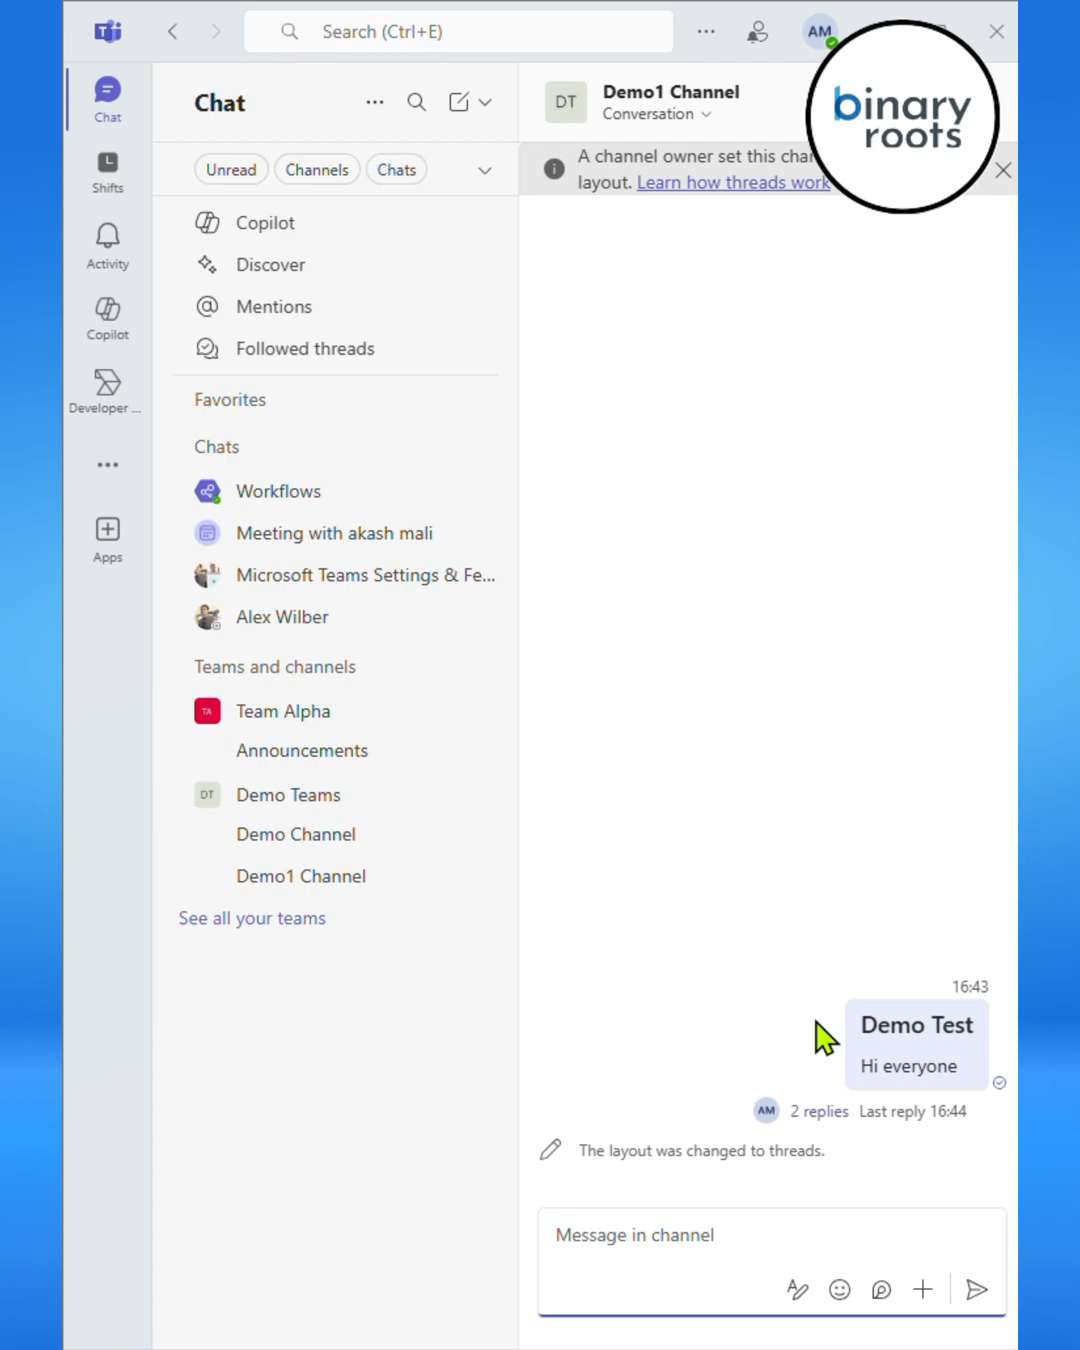 Search (Ctrl+E)
AM
binary
roots
Chat
Shifts
Activity
Copilot
Developer ...
Apps
Chat
Unread
Channels
Chats
Copilot
Discover
Mentions
Followed threads
Favorites
Chats
Workflows
Meeting with akash mali
Microsoft Teams Settings & Fe...
Alex Wilber
Teams and channels
TA
Team Alpha
Announcements
DT
Demo Teams
Demo Channel
Demo1 Channel
See all your teams
DT
Demo1 Channel
Conversation
A channel owner set this
layout. Learn how threads work
16:43
Demo Test
Hi everyone
AM 2 replies Last reply 16:44
The layout was changed to threads.
Message in channel